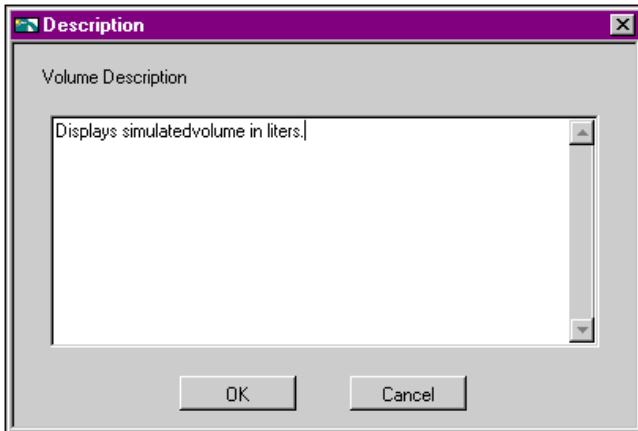 Description
Volume Description
Displays simulatedvolume in liters.
OK
Cancel